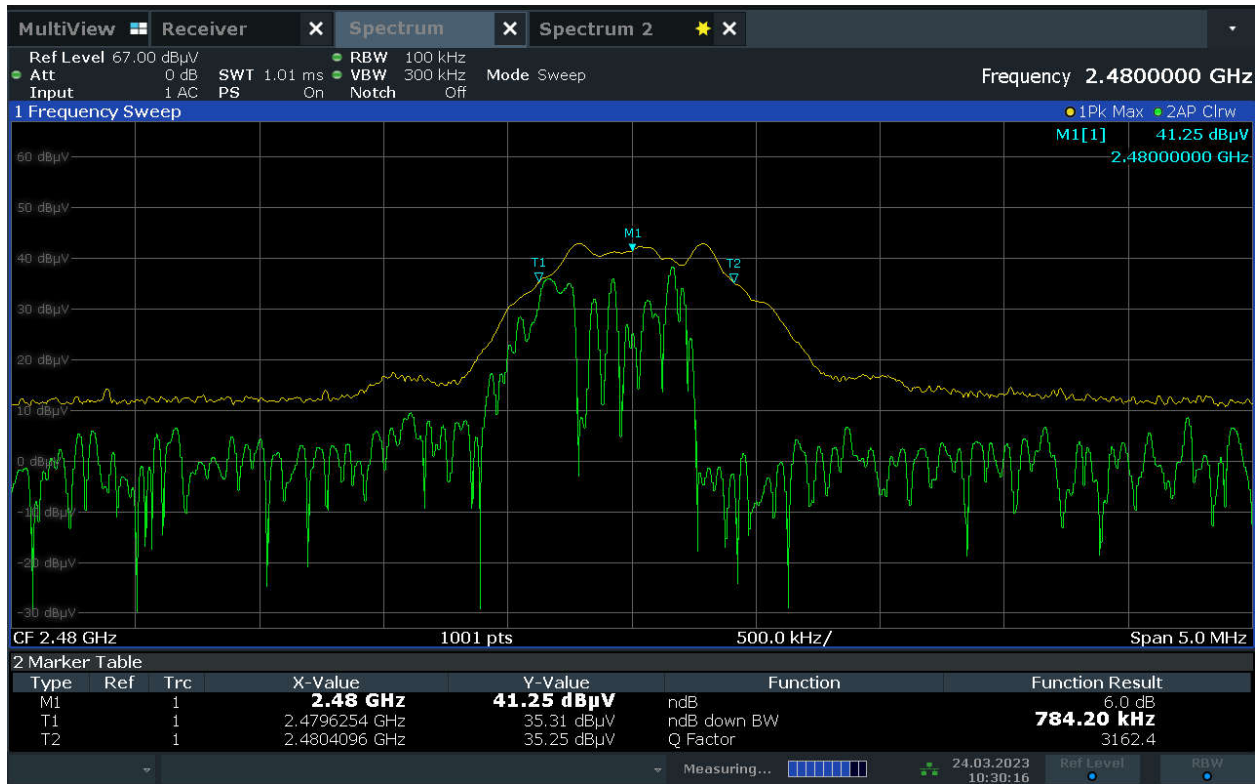 MultiView Receiver X Spectrum X Spectrum 2 X
Ref Level 67.00 dBµV RBW 100 kHz
Att 0 dB SWT 1.01 ms VBW 300 kHz Mode Sweep Frequency 2.4800000 GHz
Input 1 AC PS On Notch Off
1 Frequency Sweep 1Pk Max 2AP Clrw
M1[1] 41.25 dBµV
2.48000000 GHz
60 dBµV
50 dBµV
M1
40 dBµV
T1 T2
30 dBµV
20 dBµV
10 dBµV
0 dBµV
-10 dBµV
-20 dBµV
-30 dBµV
CF 2.48 GHz 1001 pts 500.0 kHz/ Span 5.0 MHz
2 Marker Table
Type Ref Trc X-Value Y-Value Function Function Result
M1 1 2.48 GHz 41.25 dBµV ndB 6.0 dB
T1 1 2.4796254 GHz 35.31 dBµV ndB down BW 784.20 kHz
T2 1 2.4804096 GHz 35.25 dBµV Q Factor 3162.4
Measuring... 24.03.2023 Ref Level RBW
10:30:16